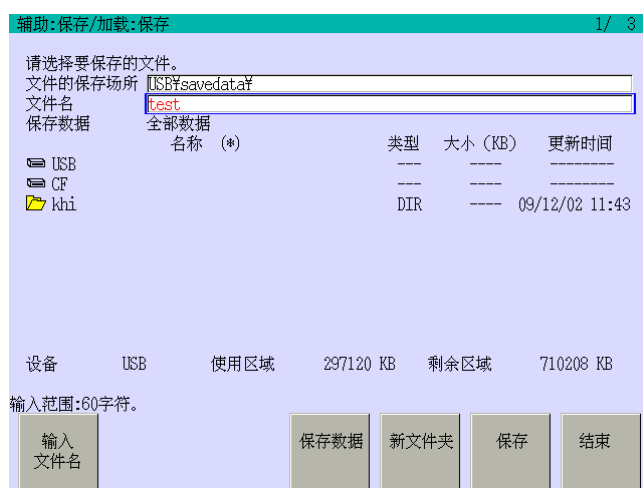 辅助:保存/加载:保存 1/ 3
请选择要保存的文件。
文件的保存场所 USB¥savedata¥
文件名 test
保存数据 全部数据
名称 (*) 类型 大小 (KB) 更新时间
USB --- ---- --------
CF --- ---- --------
khi DIR ---- 09/12/02 11:43
设备 USB 使用区域 297120 KB 剩余区域 710208 KB
输入范围:60字符。
输入
文件名
保存数据
新文件夹
保存
结束